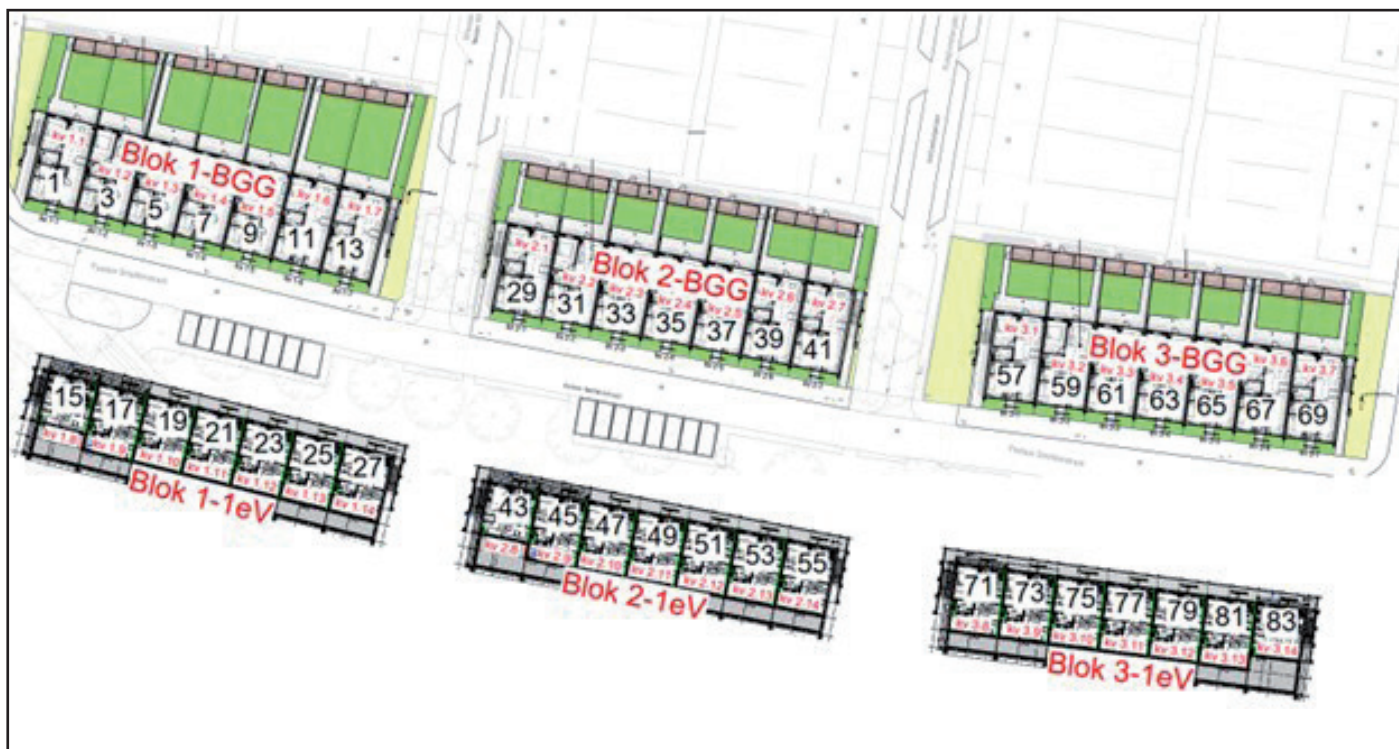 Blok 1-BGG
kv 1.1
kv 1.2
kv 1.3
kv 1.4
kv 1.5
kv 1.6
kv 1.7
1
3
5
7
9
11
13
Blok 2-BGG
kv 2.1
kv 2.2
kv 2.3
kv 2.4
kv 2.5
kv 2.6
kv 2.7
29
31
33
35
37
39
41
Blok 3-BGG
kv 3.1
kv 3.2
kv 3.3
kv 3.4
kv 3.5
kv 3.6
kv 3.7
57
59
61
63
65
67
69
15
17
19
21
23
25
27
kv 1.8
kv 1.9
kv 1.10
kv 1.11
kv 1.12
kv 1.13
kv 1.14
Blok 1-1eV
43
45
47
49
51
53
55
kv 2.8
kv 2.9
kv 2.10
kv 2.11
kv 2.12
kv 2.13
kv 2.14
Blok 2-1eV
71
73
75
77
79
81
83
kv 3.8
kv 3.9
kv 3.10
kv 3.11
kv 3.12
kv 3.13
kv 3.14
Blok 3-1eV